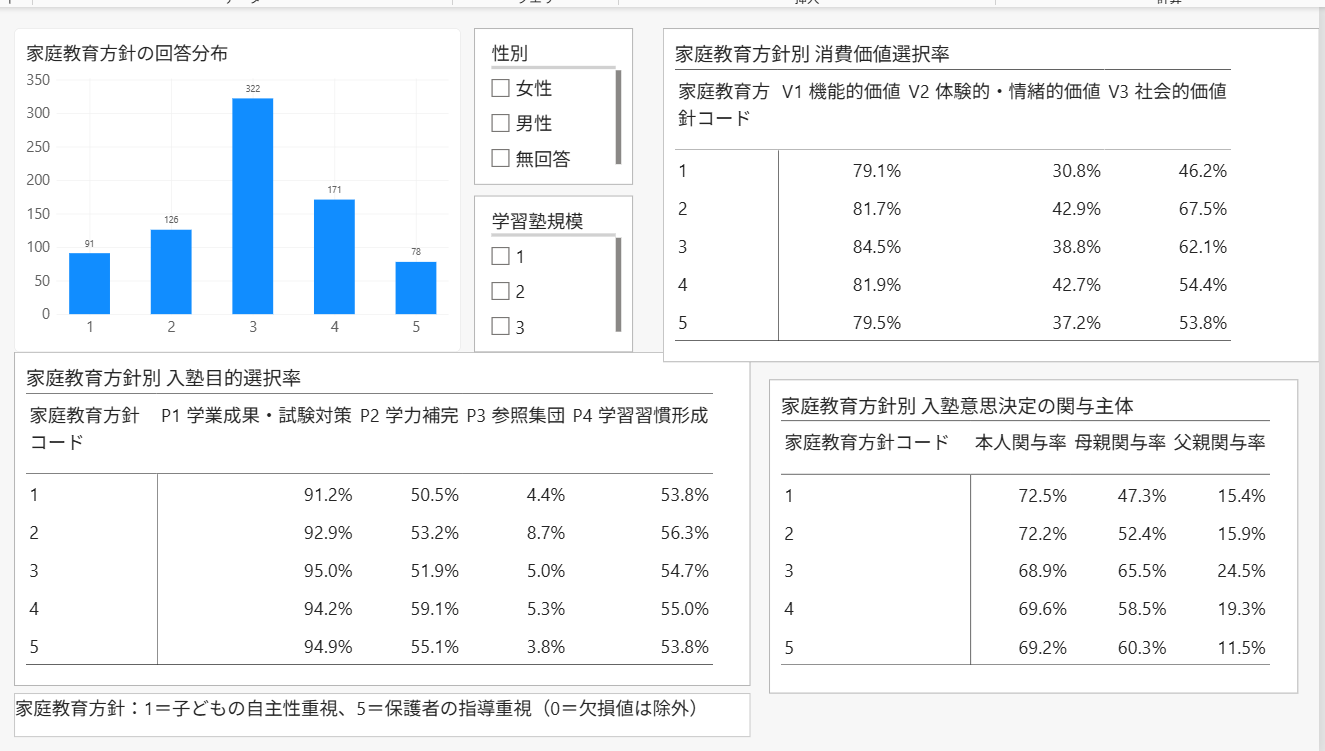 家庭教育方針の回答分布
350
300
250
200
150
100
50
0
91
126
322
171
78
1 2 3 4 5
性別
女性
男性
無回答
学習塾規模
1
2
3
家庭教育方針別 消費価値選択率
家庭教育方 V1 機能的価値 V2 体験的・情緒的価値 V3 社会的価値
針コード
1 79.1% 30.8% 46.2%
2 81.7% 42.9% 67.5%
3 84.5% 38.8% 62.1%
4 81.9% 42.7% 54.4%
5 79.5% 37.2% 53.8%
家庭教育方針別 入塾目的選択率
家庭教育方針 P1 学業成果・試験対策 P2 学力補完 P3 参照集団 P4 学習習慣形成
コード
1 91.2% 50.5% 4.4% 53.8%
2 92.9% 53.2% 8.7% 56.3%
3 95.0% 51.9% 5.0% 54.7%
4 94.2% 59.1% 5.3% 55.0%
5 94.9% 55.1% 3.8% 53.8%
家庭教育方針別 入塾意思決定の関与主体
家庭教育方針コード 本人関与率 母親関与率 父親関与率
1 72.5% 47.3% 15.4%
2 72.2% 52.4% 15.9%
3 68.9% 65.5% 24.5%
4 69.6% 58.5% 19.3%
5 69.2% 60.3% 11.5%
家庭教育方針：1＝子どもの自主性重視、5＝保護者の指導重視（0＝欠損値は除外）